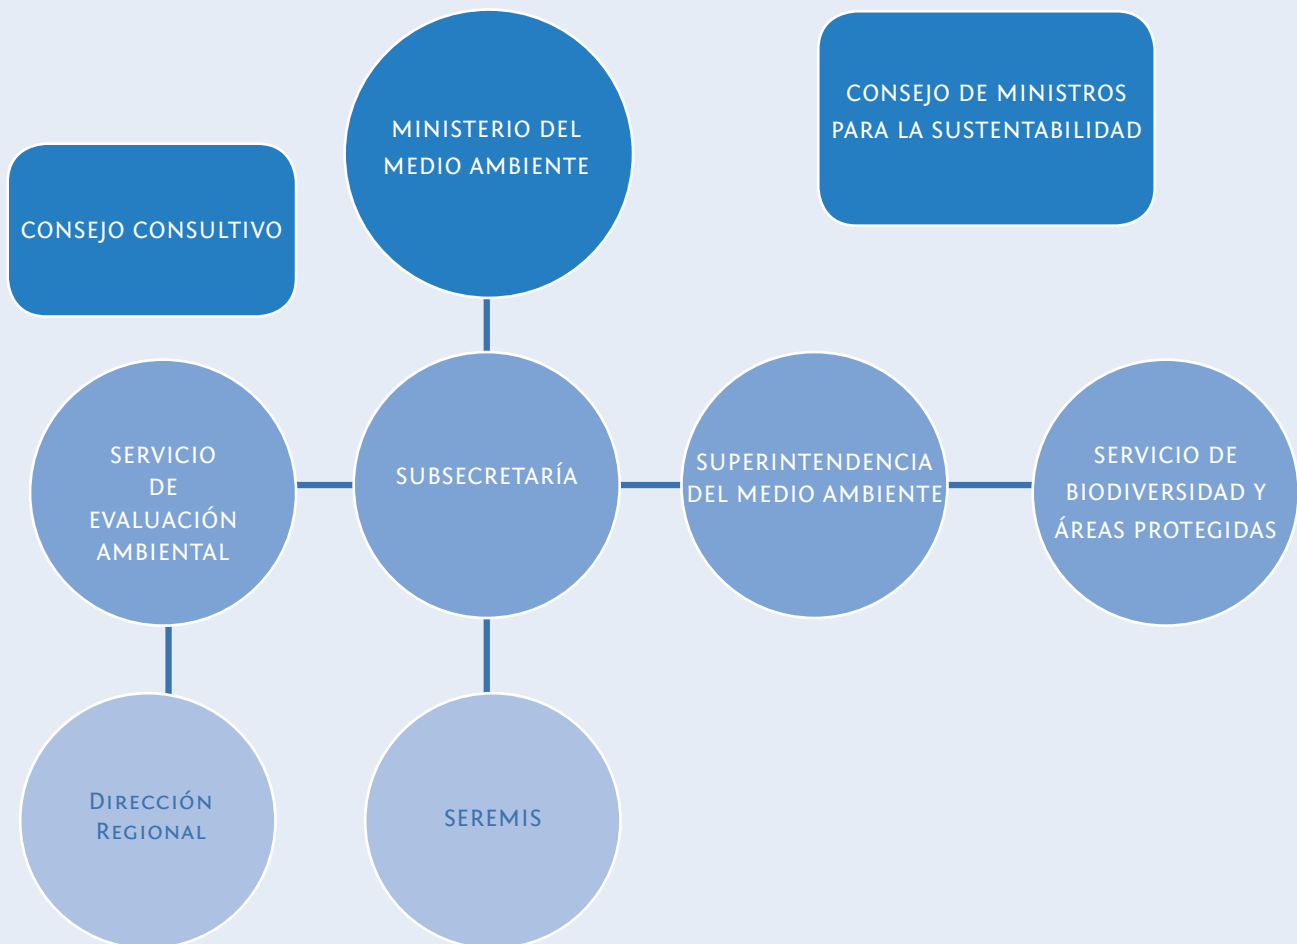 MINISTERIO DEL
MEDIO AMBIENTE
CONSEJO DE MINISTROS
PARA LA SUSTENTABILIDAD
CONSEJO CONSULTIVO
SERVICIO
DE
EVALUACIÓN
AMBIENTAL
SUBSECRETARÍA
SUPERINTENDENCIA
DEL MEDIO AMBIENTE
SERVICIO DE
BIODIVERSIDAD Y
ÁREAS PROTEGIDAS
DIRECCIÓN
REGIONAL
SEREMIS